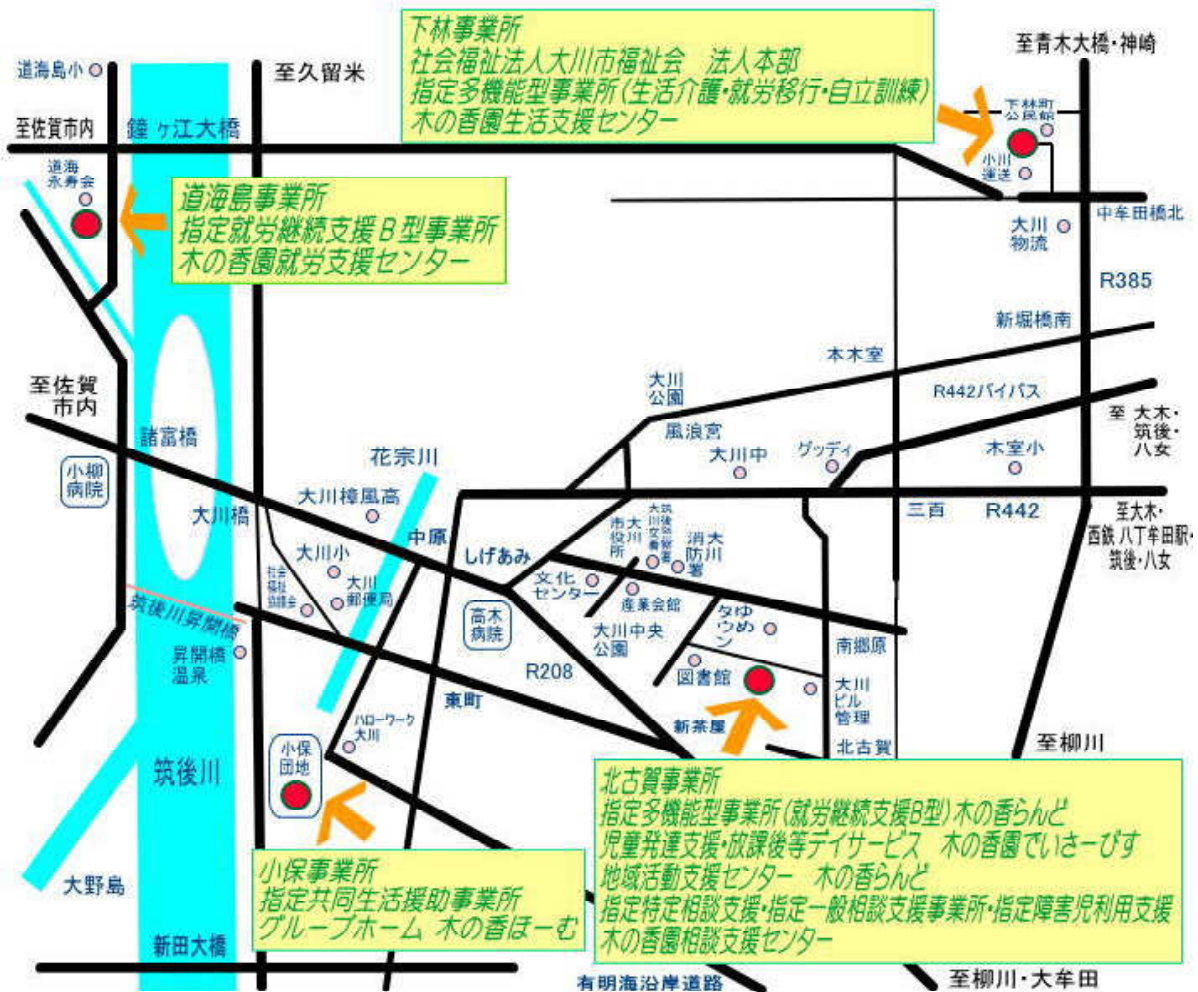 下林事業所
社会福祉法人大川市福祉会 法人本部
指定多機能型事業所(生活介護・就労移行・自立訓練)
木の香園生活支援センター
至青木大橋・神崎
道海島小
至久留米
下林町
公民館
至佐賀市内
鐘ヶ江大橋
小川
運送
道海
永寿会
道海島事業所
指定就労継続支援B型事業所
木の香園就労支援センター
中牟田橋北
大川
物流
R385
新堀橋南
本木室
至佐賀
市内
大川
公園
R442バイパス
風浪宮
至 大木・
筑後・
八女
諸富橋
花宗川
大川中
グッディ
木室小
小柳
病院
大川樟風高
大川橋
三百
R442
至大木・
西鉄 八丁牟田駅・
筑後・八女
中原
しげあみ
大川
市役所
筑後警察署
大川交番
大川
消防署
大川小
社会
福祉
協議会
大川
郵便局
文化
センター
産業会館
筑後川昇開橋
高木
病院
大川中央
公園
ゆめ
タウン
南郷原
昇開橋
温泉
R208
図書館
大川
ビル
管理
東町
新茶屋
北古賀
ハローワーク
大川
小保
団地
至柳川
筑後川
北古賀事業所
指定多機能型事業所(就労継続支援B型)木の香らんど
児童発達支援・放課後等デイサービス 木の香園でいさーびす
地域活動支援センター 木の香らんど
指定特定相談支援・指定一般相談支援事業所・指定障害児利用支援
木の香園相談支援センター
小保事業所
指定共同生活援助事業所
グループホーム 木の香ほーむ
大野島
新田大橋
有明海沿岸道路
至柳川・大牟田